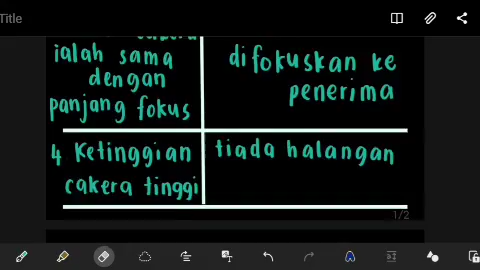 Title
ialah sama
dengan
panjang fokus
difokuskan ke
penerima
4 Ketinggian
cakera tinggi
tiada halangan
1/2